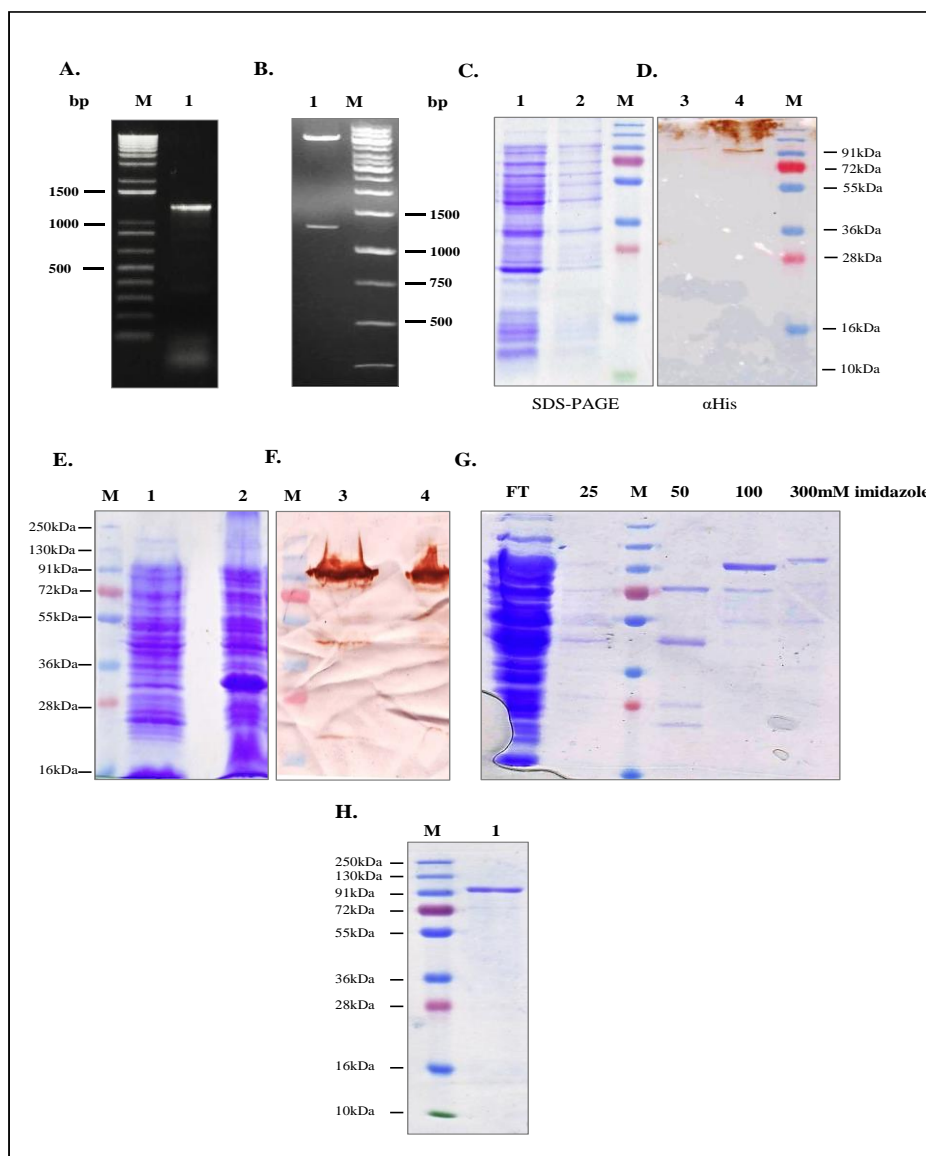 A.
B.
C.
D.
bp M 1
1 M bp
1 2 M
3 4 M
1500
1000
500
1500
1000
750
500
91kDa
72kDa
55kDa
36kDa
28kDa
16kDa
10kDa
SDS-PAGE
αHis
E.
F.
G.
M 1 2
M 3 4
FT 25 M 50 100 300mM imidazole
250kDa
130kDa
91kDa
72kDa
55kDa
36kDa
28kDa
16kDa
H.
M 1
250kDa
130kDa
91kDa
72kDa
55kDa
36kDa
28kDa
16kDa
10kDa